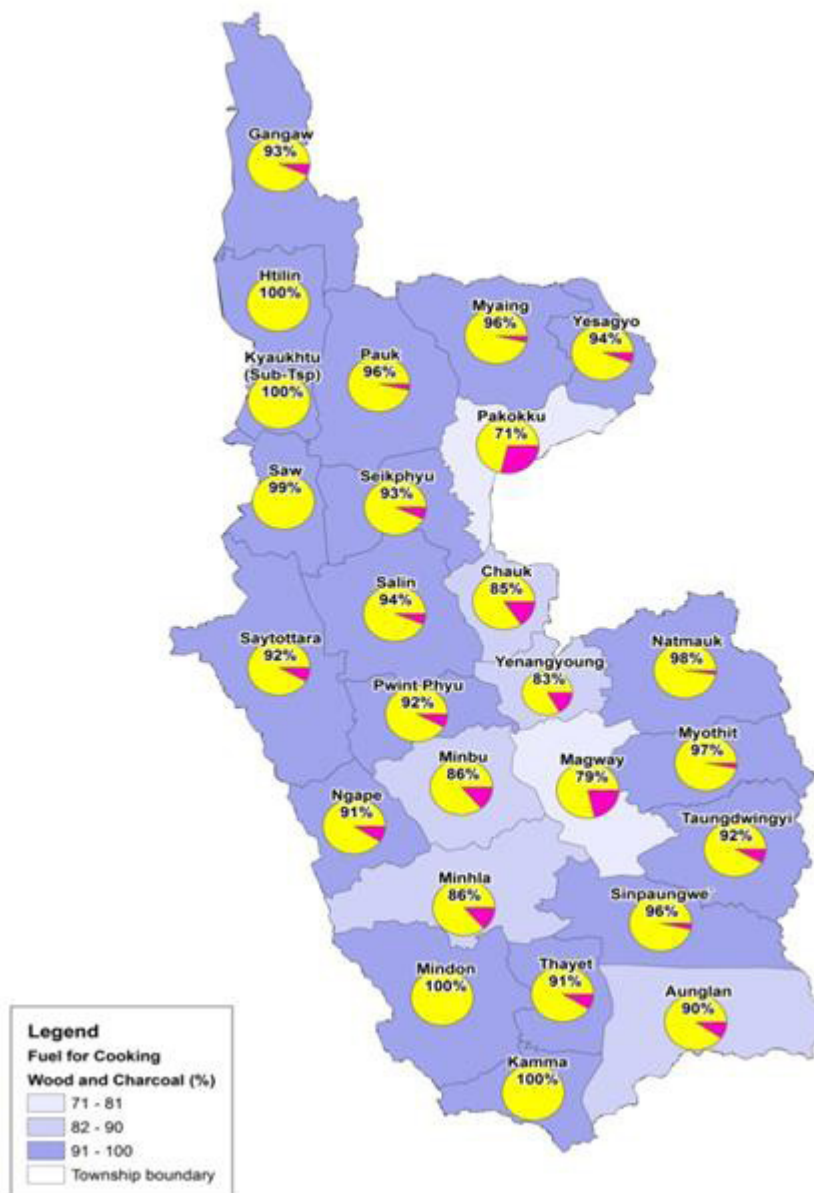 Gangaw
93%
Htilin
100%
Myaing
96%
Yesagyo
94%
Kyaukhtu
(Sub-Tsp)
100%
Pauk
96%
Pakokku
71%
Saw
99%
Seikphyu
93%
Chauk
85%
Salin
94%
Saytottara
92%
Natmauk
98%
Yenangyoung
83%
Pwint Phyu
92%
Myothit
97%
Minbu
86%
Magway
79%
Ngape
91%
Taungdwingyi
92%
Minhla
86%
Sinpaungwe
96%
Mindon
100%
Thayet
91%
Aunglan
90%
Kamma
100%
Legend
Fuel for Cooking
Wood and Charcoal (%)
71 - 81
82 - 90
91 - 100
Township boundary